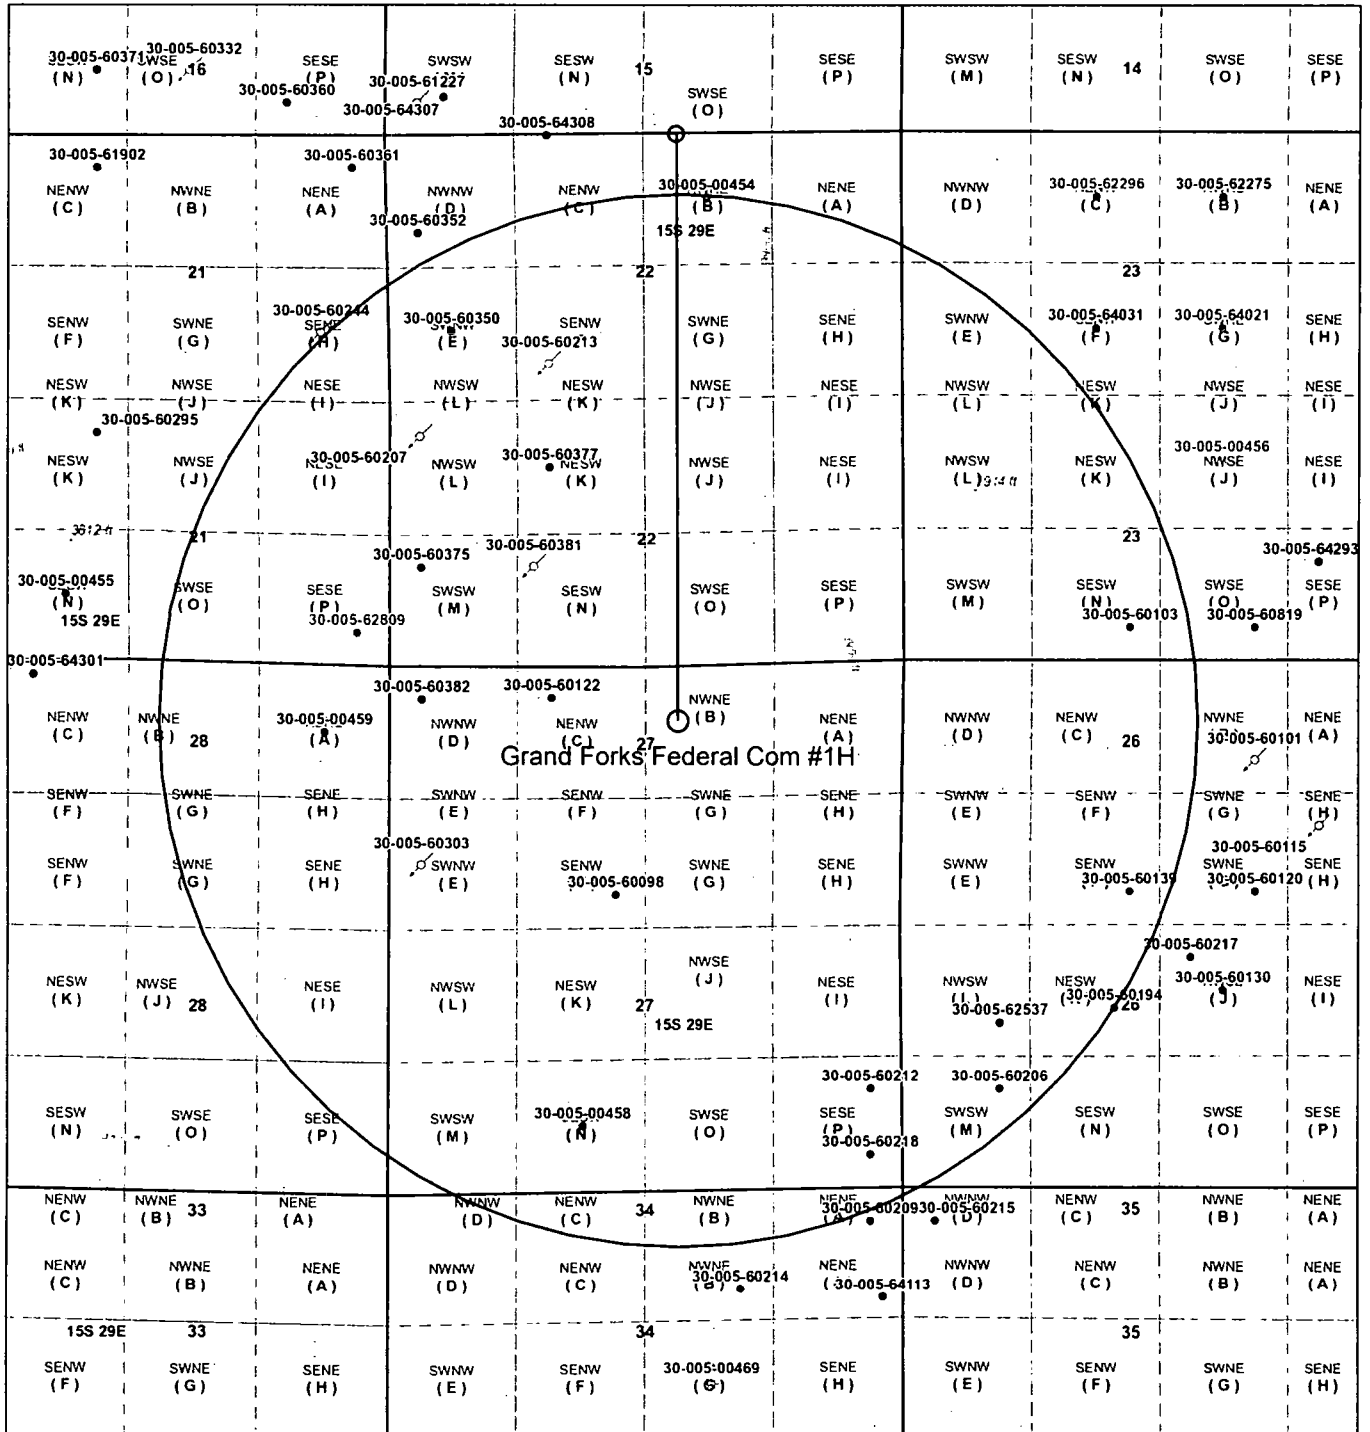 30-005-60371 SWSE 30-005-60332
(N) (O) 16
SESE SWSW SESW 15 SESE SWSW SESW 14 SWSE SESE
(P) (N) (P) (M) (N) (O) (P)
30-005-60360 30-005-61227
30-005-64307
SWSE
(O)
30-005-64308
30-005-61902 30-005-60361
NENW NWNE NENE NWNW NENW 30-005-00454 NENE NWNW 30-005-62296 30-005-62275 NENE
(C) (B) (A) (D) (C) (B) (A) (D) (C) (B) (A)
30-005-60352 15S 29E
21 22 23
SENW SWNE 30-005-60244 30-005-60350 SENW SWNE SENE SWNW 30-005-64031 30-005-64021 SENE
(F) (G) (H) (E) 30-005-60213 (G) (H) (E) (F) (G) (H)
NESW NWSE NESE NWSW NESW NWSE NESE NWSW NESW NWSE NESE
(K) (J) (I) (L) (K) (J) (I) (L) (K) (J) (I)
30-005-60295
30-005-60207 30-005-60377 30-005-00456
NESW NWSE NESE NWSW NESW NWSE NESE NWSW NESW NWSE NESE
(K) (J) (I) (L) (K) (J) (I) (L) (K) (J) (I)
21 22 23
30-005-60375 30-005-60381 30-005-64293
30-005-00455 SWSE SESE SWSW SESW SWSO SESE SWSW SESW SWSE SESE
(N) (O) (P) (M) (N) (O) (P) (M) (N) (O) (P)
15S 29E 30-005-62809 30-005-60103 30-005-60819
30-005-64301
30-005-60382 30-005-60122
NENW NWNE 28 30-005-00459 NWNW NENW 27 NWNE NENE NWNW NENW 26 NWNE NENE
(C) (B) (A) (D) (C) (B) (A) (D) (C) (A)
30-005-60101
Grand Forks Federal Com #1H
SENW SWNE SENE SWNW SENW SWNE SENE SWNW SENW SWNE SENE
(F) (G) (H) (E) (F) (G) (H) (E) (F) (G) (H)
30-005-60303 30-005-60115
SENW SWNE SENE SWNW SENW SWNE SENE SWNW SENW SWNE SENE
(F) (G) (H) (E) 30-005-60098 (G) (H) (E) 30-005-60139 30-005-60120 (H)
30-005-60217
NESW NWSE 28 NESE NWSW NESW 27 NWSE NESE NWSW NESW 26 30-005-60130 NESE
(K) (J) (I) (L) (K) (J) (I) 30-005-60194 (J) (I)
15S 29E 30-005-62537
30-005-60212 30-005-60206
SESW SWSE SESE SWSW 30-005-00458 SWSE SESE SWSW SESW SWSE SESE
(N) (O) (P) (M) (N) (O) (P) (M) (N) (O) (P)
30-005-60218
NENW NWNE 33 NENE NWNW NENW 34 NWNE NENE NWNW NENW 35 NWNE NENE
(C) (B) (A) (D) (C) (B) (A) (D) (C) (B) (A)
30-005-60209 30-005-60215
NENW NWNE NENE NWNW NENW NWNE NENE NWNW NENW NWNE NENE
(C) (B) (A) (D) (C) (B) 30-005-60214 30-005-64113 (D) (C) (B) (A)
15S 29E 33 34 35
SENW SWNE SENE SWNW SENW 30-005-00469 SENE SWNW SENW SWNE SENE
(F) (G) (H) (E) (F) (G) (H) (E) (F) (G) (H)